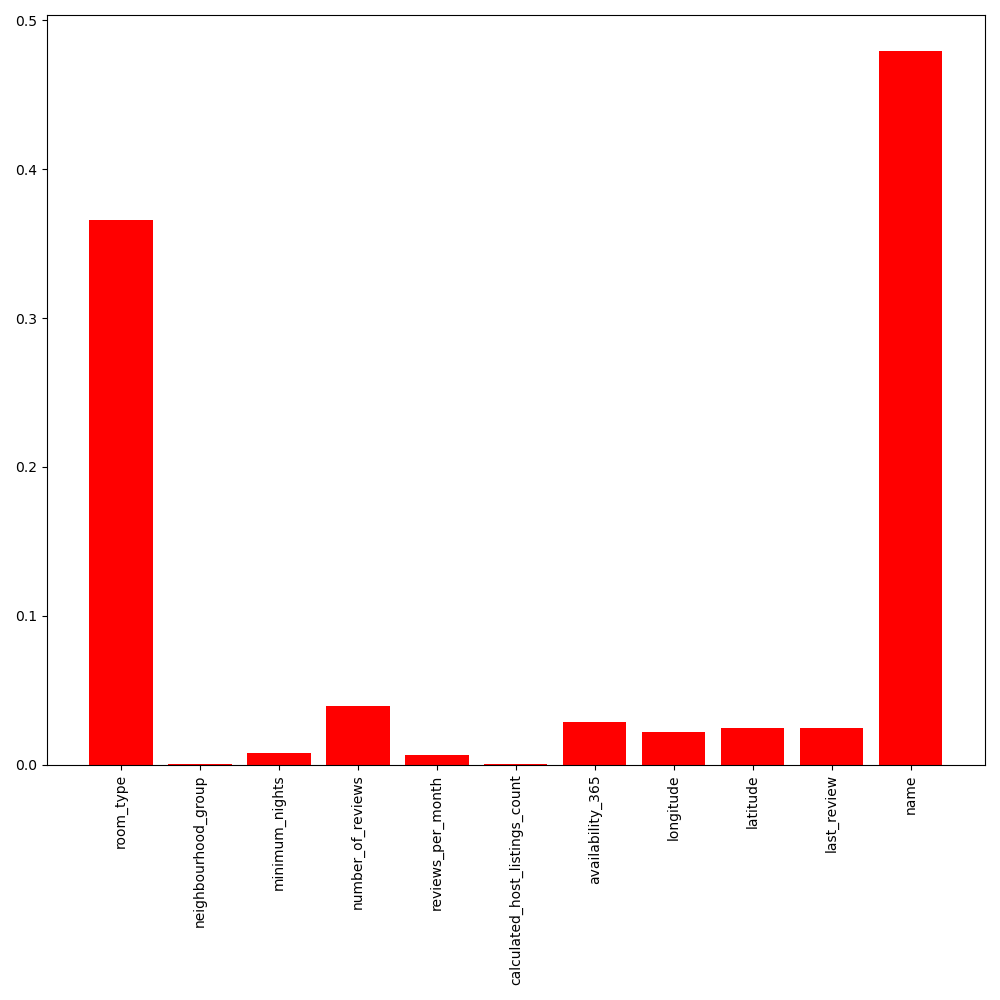 0.5
0.4
0.3
0.2
0.1
0.0
room_type
neighbourhood_group
minimum_nights
number_of_reviews
reviews_per_month
calculated_host_listings_count
availability_365
longitude
latitude
last_review
name